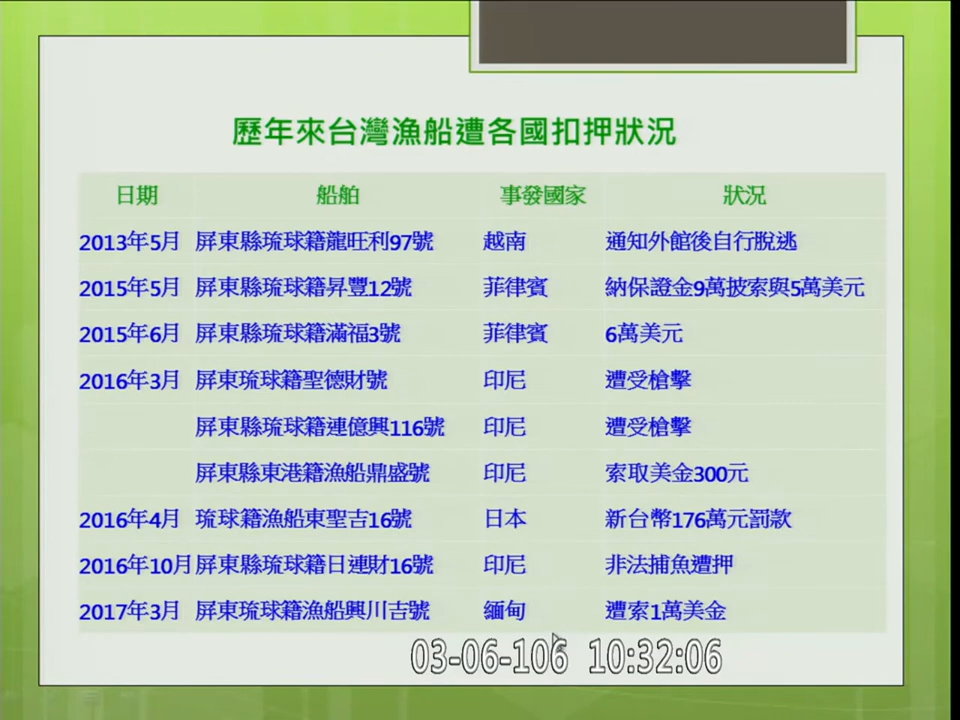 歷年來台灣漁船遭各國扣押狀況
日期 船舶 事發國家 狀況
2013年5月 屏東縣琉球籍龍旺利97號 越南 通知外館後自行脫逃
2015年5月 屏東縣琉球籍昇豐12號 菲律賓 納保證金9萬披索與5萬美元
2015年6月 屏東縣琉球籍滿福3號 菲律賓 6萬美元
2016年3月 屏東琉球籍聖德財號 印尼 遭受槍擊
屏東縣琉球籍連億興116號 印尼 遭受槍擊
屏東縣東港籍漁船鼎盛號 印尼 索取美金300元
2016年4月 琉球籍漁船東聖吉16號 日本 新台幣176萬元罰款
2016年10月 屏東縣琉球籍日連財16號 印尼 非法捕魚遭押
2017年3月 屏東琉球籍漁船興川吉號 緬甸 遭索1萬美金
03-06-106 10:32:06